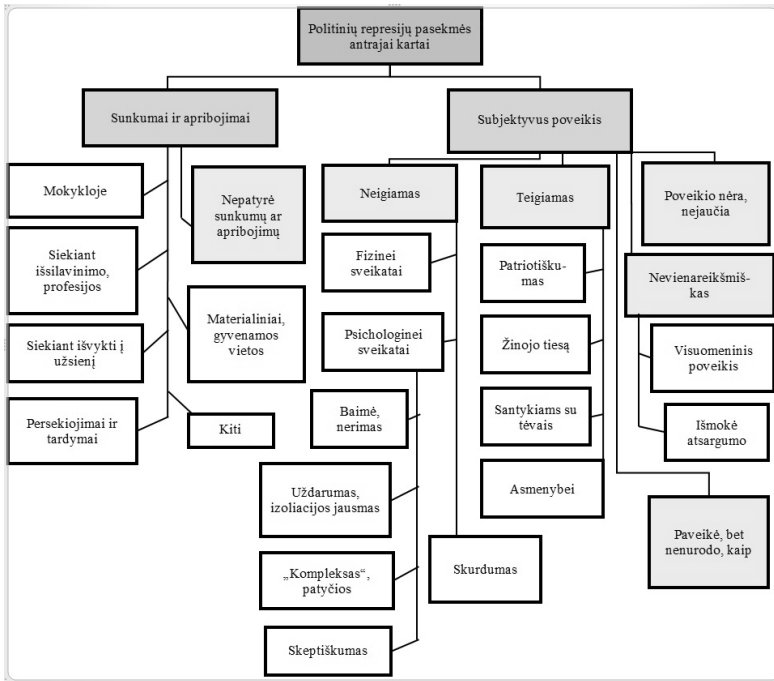 Politinių represijų pasekmės
antrajai kartai
Sunkumai ir apribojimai
Subjektyvus poveikis
Mokykloje
Nepatyrė
sunkumų ar
apribojimų
Siekiant
išsilavinimo,
profesijos
Materialiniai,
gyvenamos
vietos
Siekiant išvykti į
užsienį
Persekiojimai ir
tardymai
Kiti
Neigiamas
Fizinei
sveikatai
Psichologinei
sveikatai
Baimė,
nerimas
Uždarumas,
izoliacijos jausmas
„Kompleksas“,
patyčios
Skeptiškumas
Skurdumas
Teigiamas
Patriotišku-
mas
Žinojo tiesą
Santykiams su
tėvais
Asmenybei
Poveikio nėra,
nejaučia
Nevienareikšmiš-
kas
Visuomeninis
poveikis
Išmokė
atsargumo
Paveikė, bet
nenurodo, kaip